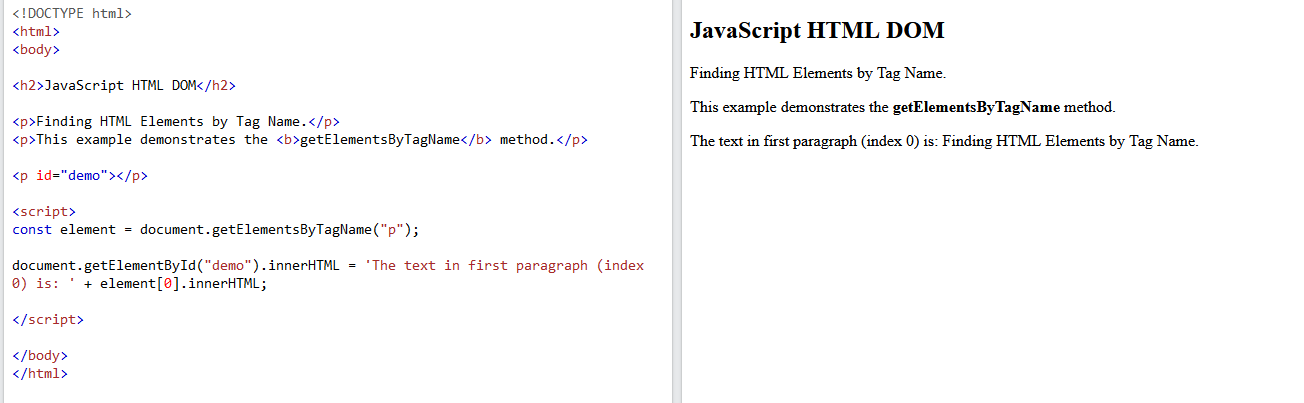 <!DOCTYPE html>
<html>
<body>
<h2>JavaScript HTML DOM</h2>
<p>Finding HTML Elements by Tag Name.</p>
<p>This example demonstrates the <b>getElementsByTagName</b> method.</p>
<p id="demo"></p>
<script>
const element = document.getElementsByTagName("p");
document.getElementById("demo").innerHTML = 'The text in first paragraph (index
0) is: ' + element[0].innerHTML;
</script>
</body>
</html>
JavaScript HTML DOM
Finding HTML Elements by Tag Name.
This example demonstrates the getElementsByTagName method.
The text in first paragraph (index 0) is: Finding HTML Elements by Tag Name.